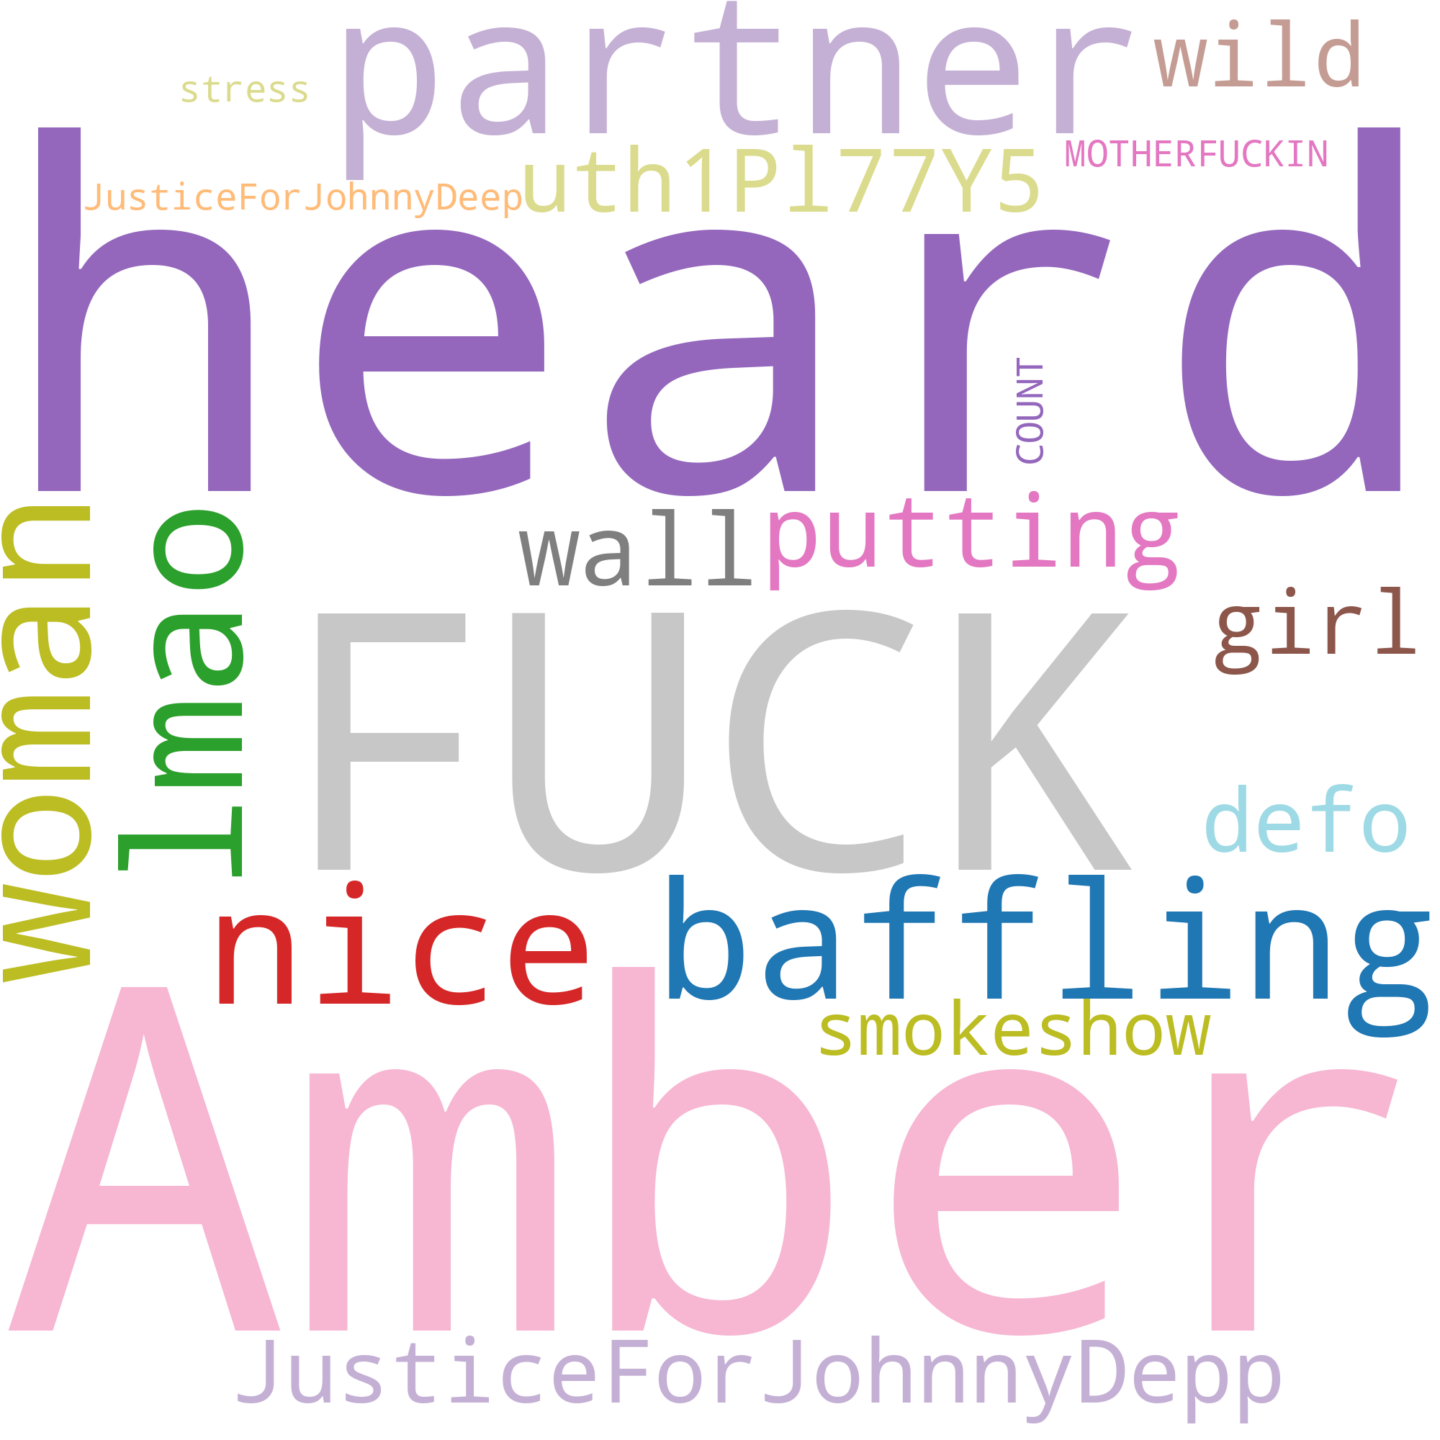 partner
wild
stress
MOTHERFUCKIN
uth1Pl77Y5
JusticeForJohnnyDeep
heard
COUNT
woman
lmao
wall
putting
girl
FUCK
defo
nice
baffling
smokeshow
Amber
JusticeForJohnnyDepp